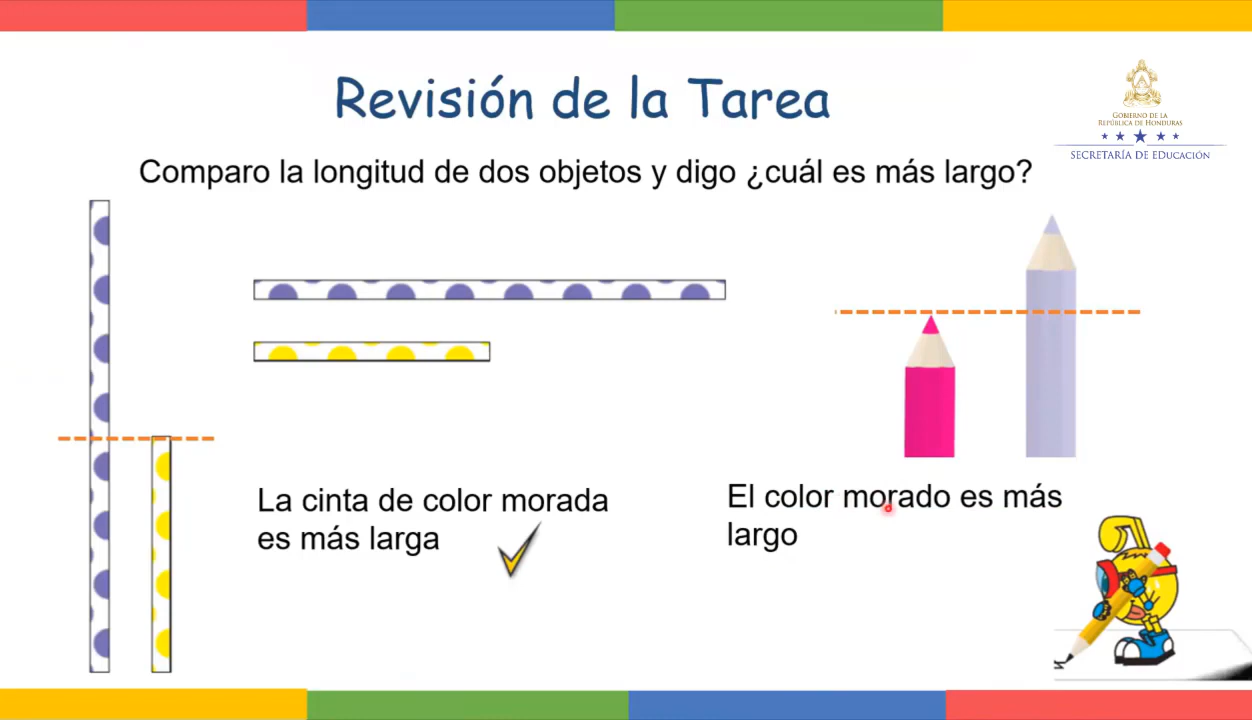 Revisión de la Tarea
GOBIERNO DE LA
REPÚBLICA DE HONDURAS
SECRETARÍA DE EDUCACIÓN
Comparo la longitud de dos objetos y digo ¿cuál es más largo?
La cinta de color morada
es más larga
El color morado es más
largo